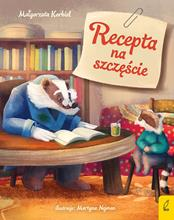 Małgorzata Korbiel
Recepta
na
szczęście
ilustracje: Martyna Nejman